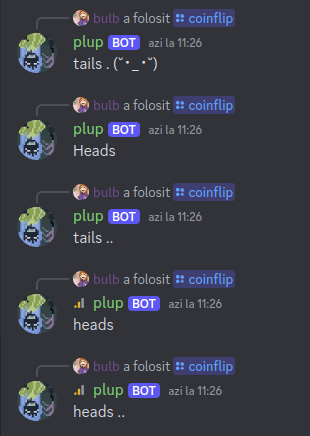 bulb a folosit coinflip
plup BOT azi la 11:26
tails . (˘･_･˘)
bulb a folosit coinflip
plup BOT azi la 11:26
Heads
bulb a folosit coinflip
plup BOT azi la 11:26
tails ..
bulb a folosit coinflip
plup BOT azi la 11:26
heads
bulb a folosit coinflip
plup BOT azi la 11:26
heads ..